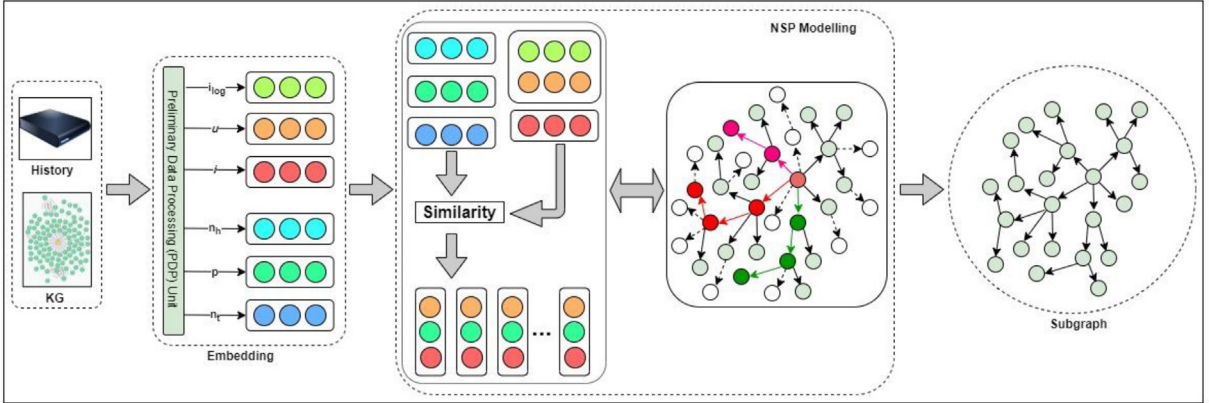 NSP Modelling
History
KG
Preliminary Data Processing (PDP) Unit
i_log
u
i
n_h
p
n_t
Embedding
Similarity
...
Subgraph